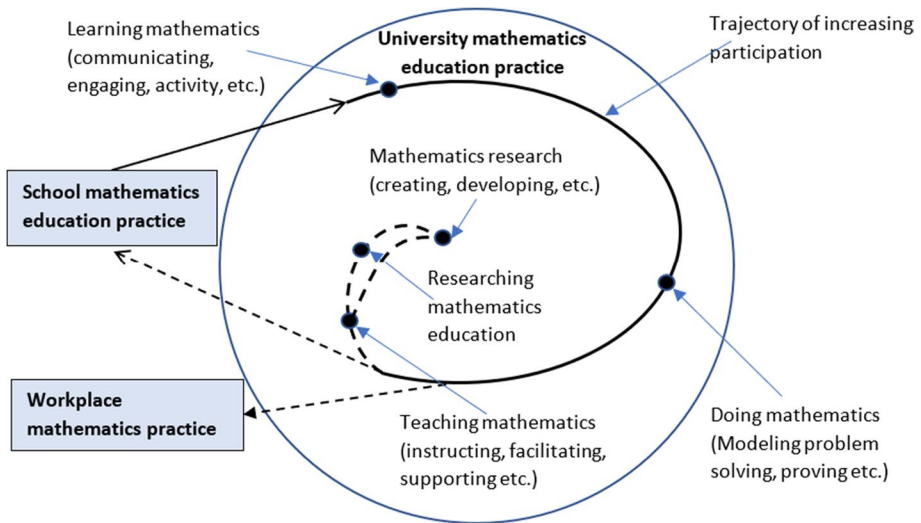 Learning mathematics
(communicating,
engaging, activity, etc.)
University mathematics
education practice
Trajectory of increasing
participation
Mathematics research
(creating, developing, etc.)
School mathematics
education practice
Researching
mathematics
education
Workplace
mathematics practice
Teaching mathematics
(instructing, facilitating,
supporting etc.)
Doing mathematics
(Modeling problem
solving, proving etc.)